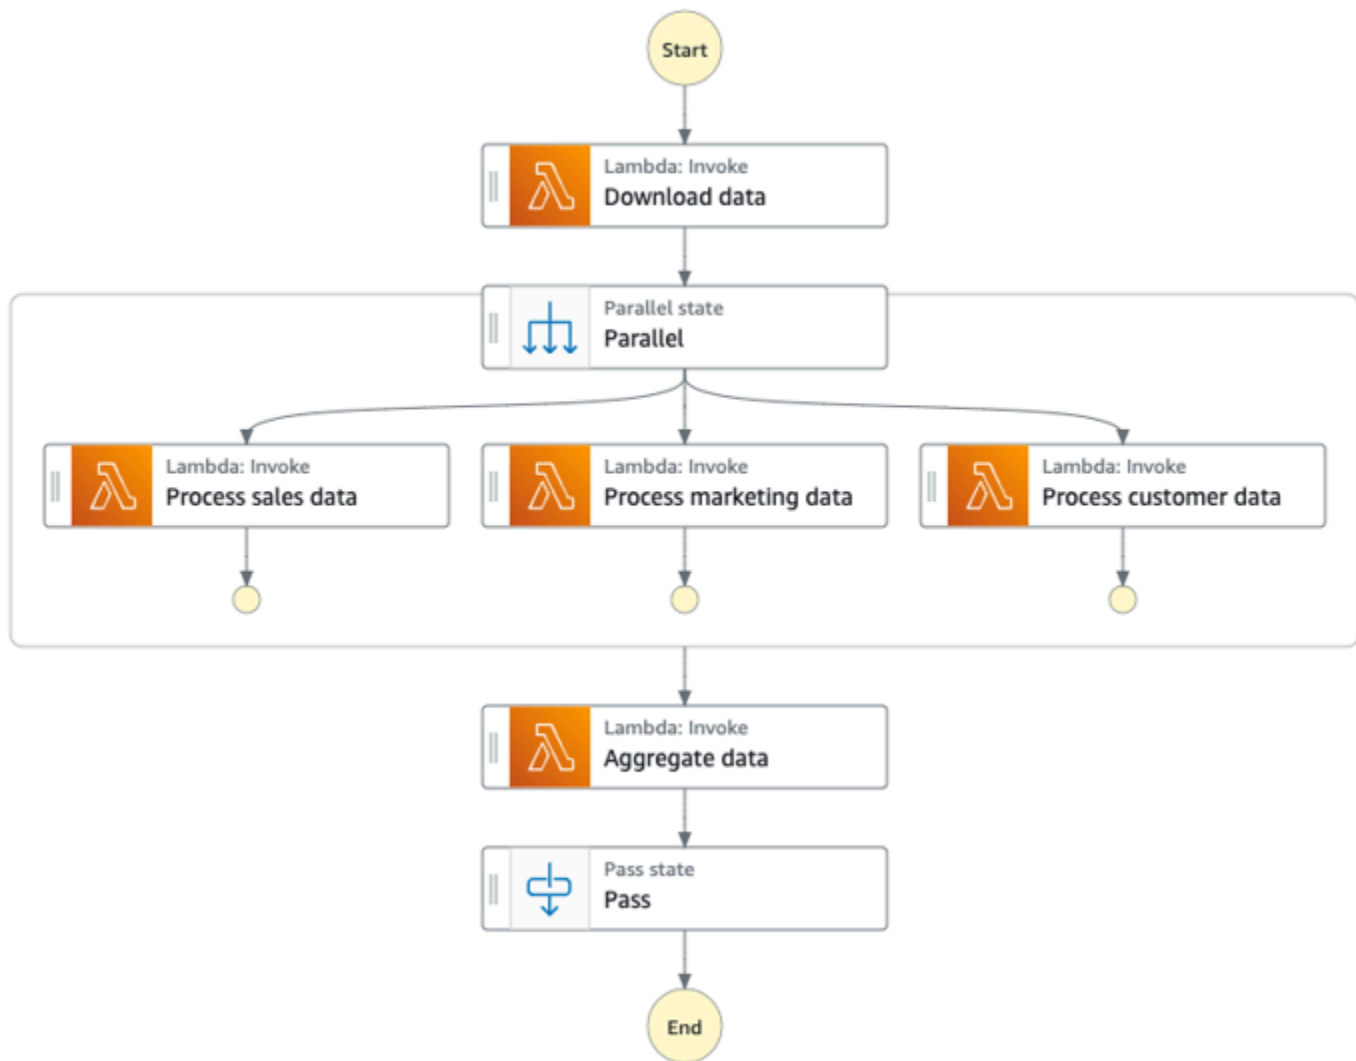 Start
Lambda: Invoke
Download data
Parallel state
Parallel
Lambda: Invoke
Process sales data
Lambda: Invoke
Process marketing data
Lambda: Invoke
Process customer data
Lambda: Invoke
Aggregate data
Pass state
Pass
End